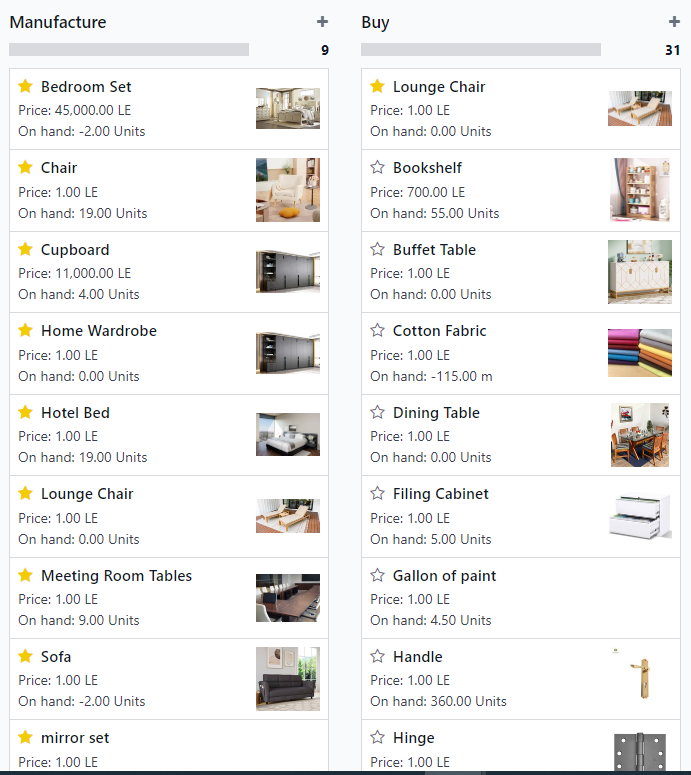 Manufacture +
9
Bedroom Set
Price: 45,000.00 LE
On hand: -2.00 Units
Chair
Price: 1.00 LE
On hand: 19.00 Units
Cupboard
Price: 11,000.00 LE
On hand: 4.00 Units
Home Wardrobe
Price: 1.00 LE
On hand: 0.00 Units
Hotel Bed
Price: 1.00 LE
On hand: 19.00 Units
Lounge Chair
Price: 1.00 LE
On hand: 0.00 Units
Meeting Room Tables
Price: 1.00 LE
On hand: 9.00 Units
Sofa
Price: 1.00 LE
On hand: -2.00 Units
mirror set
Price: 1.00 LE
Buy +
31
Lounge Chair
Price: 1.00 LE
On hand: 0.00 Units
Bookshelf
Price: 700.00 LE
On hand: 55.00 Units
Buffet Table
Price: 1.00 LE
On hand: 0.00 Units
Cotton Fabric
Price: 1.00 LE
On hand: -115.00 m
Dining Table
Price: 1.00 LE
On hand: 0.00 Units
Filing Cabinet
Price: 1.00 LE
On hand: 5.00 Units
Gallon of paint
Price: 1.00 LE
On hand: 4.50 Units
Handle
Price: 1.00 LE
On hand: 360.00 Units
Hinge
Price: 1.00 LE